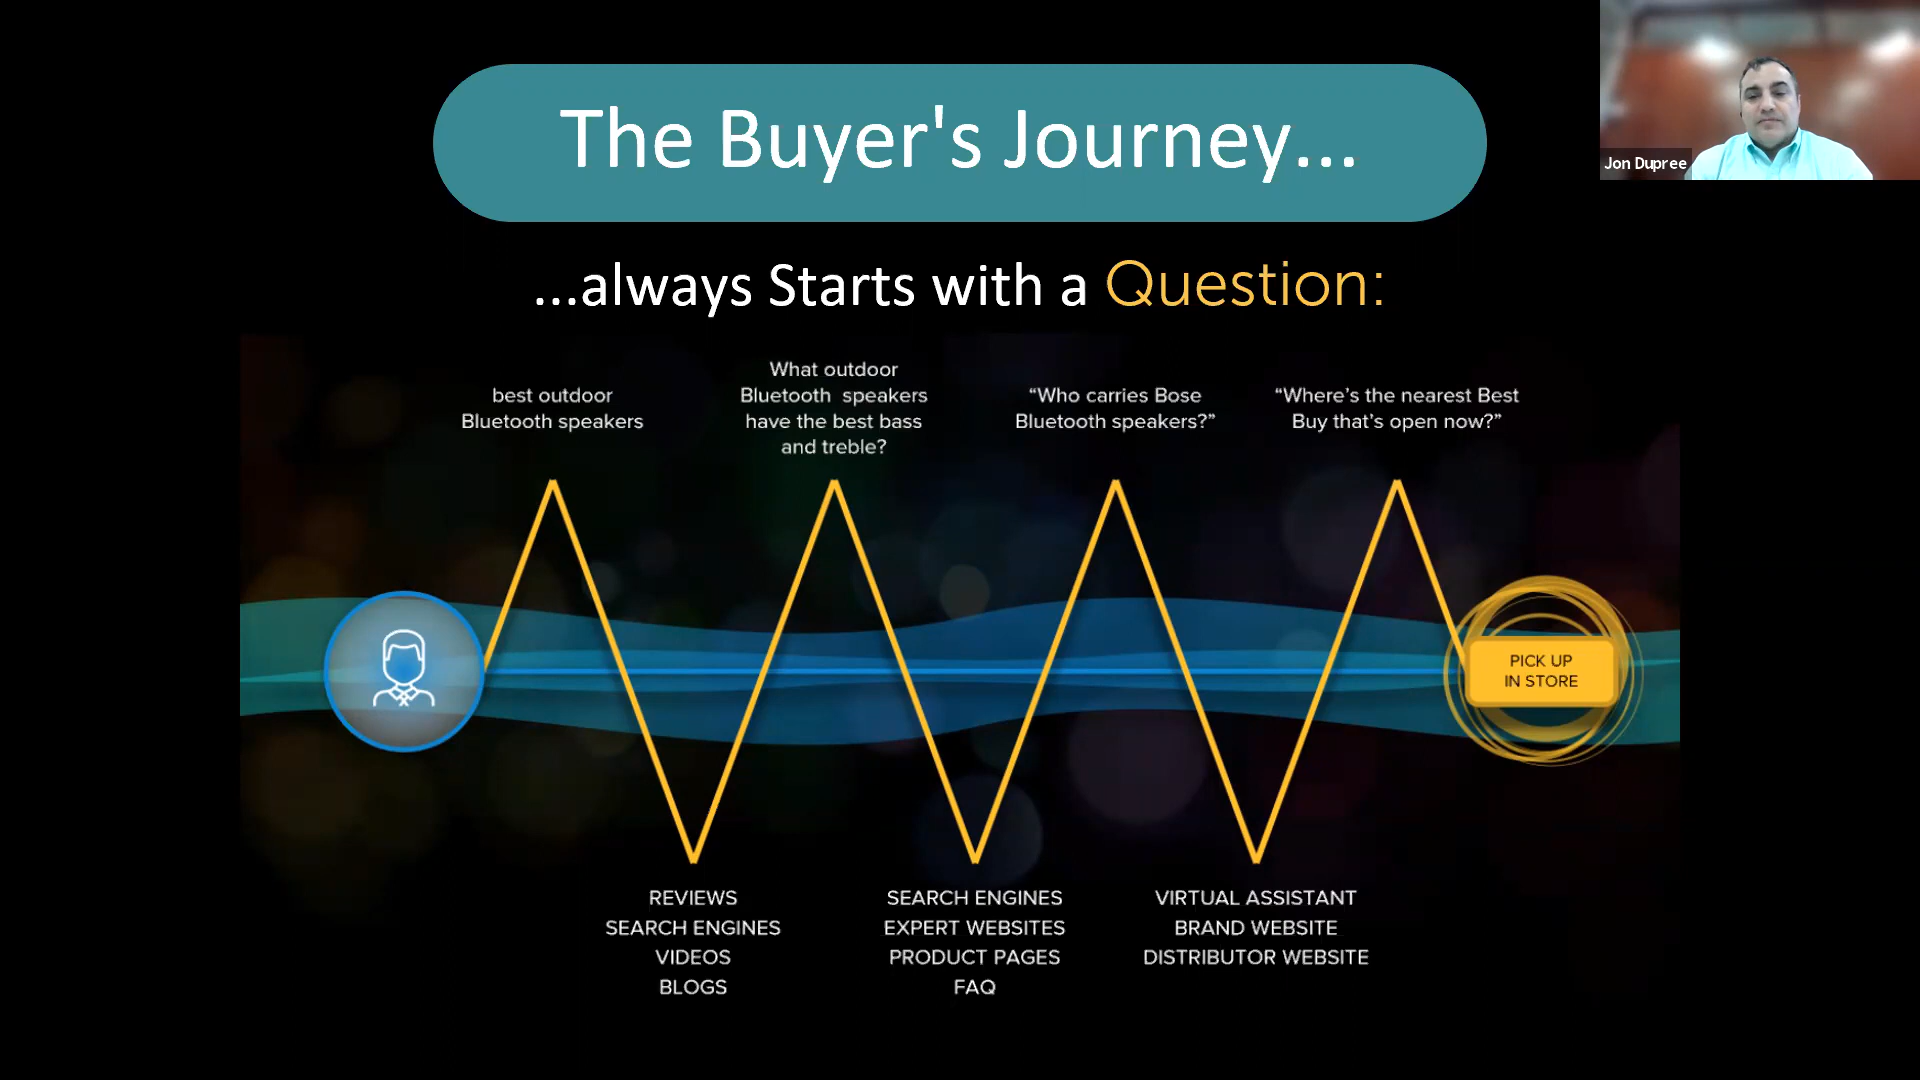 The Buyer's Journey...
Jon Dupree
...always Starts with a Question:
best outdoor
Bluetooth speakers
What outdoor
Bluetooth  speakers
have the best bass
and treble?
“Who carries Bose
Bluetooth speakers?”
“Where’s the nearest Best
Buy that’s open now?”
PICK UP
IN STORE
REVIEWS
SEARCH ENGINES
VIDEOS
BLOGS
SEARCH ENGINES
EXPERT WEBSITES
PRODUCT PAGES
FAQ
VIRTUAL ASSISTANT
BRAND WEBSITE
DISTRIBUTOR WEBSITE